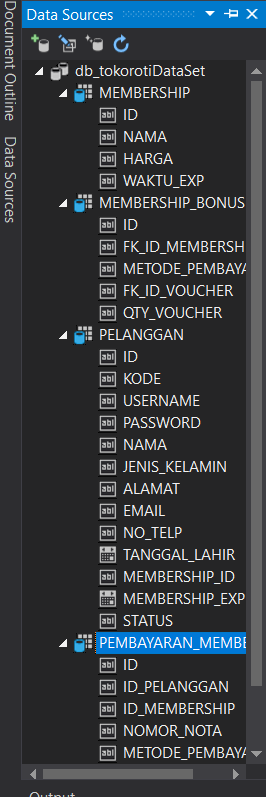 Document Outline
Data Sources
Data Sources
db_tokorotiDataSet
MEMBERSHIP
ID
NAMA
HARGA
WAKTU_EXP
MEMBERSHIP_BONUS
ID
FK_ID_MEMBERSH
METODE_PEMBAYA
FK_ID_VOUCHER
QTY_VOUCHER
PELANGGAN
ID
KODE
USERNAME
PASSWORD
NAMA
JENIS_KELAMIN
ALAMAT
EMAIL
NO_TELP
TANGGAL_LAHIR
MEMBERSHIP_ID
MEMBERSHIP_EXP
STATUS
PEMBAYARAN_MEMBE
ID
ID_PELANGGAN
ID_MEMBERSHIP
NOMOR_NOTA
METODE_PEMBAYA
Output